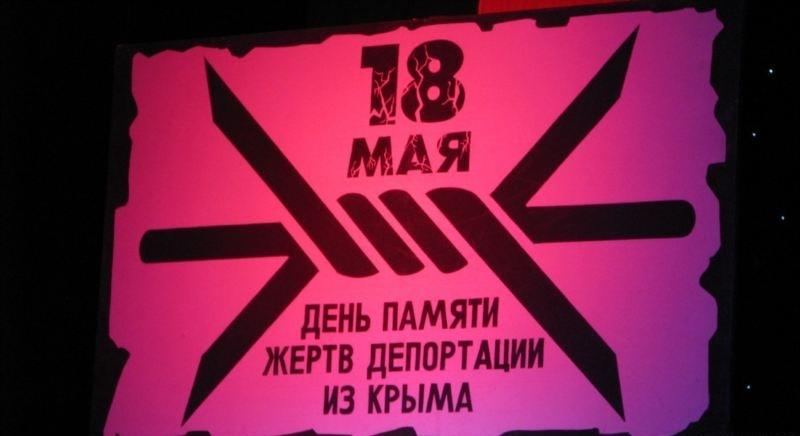 18
МАЯ
ДЕНЬ ПАМЯТИ
ЖЕРТВ ДЕПОРТАЦИИ
ИЗ КРЫМА